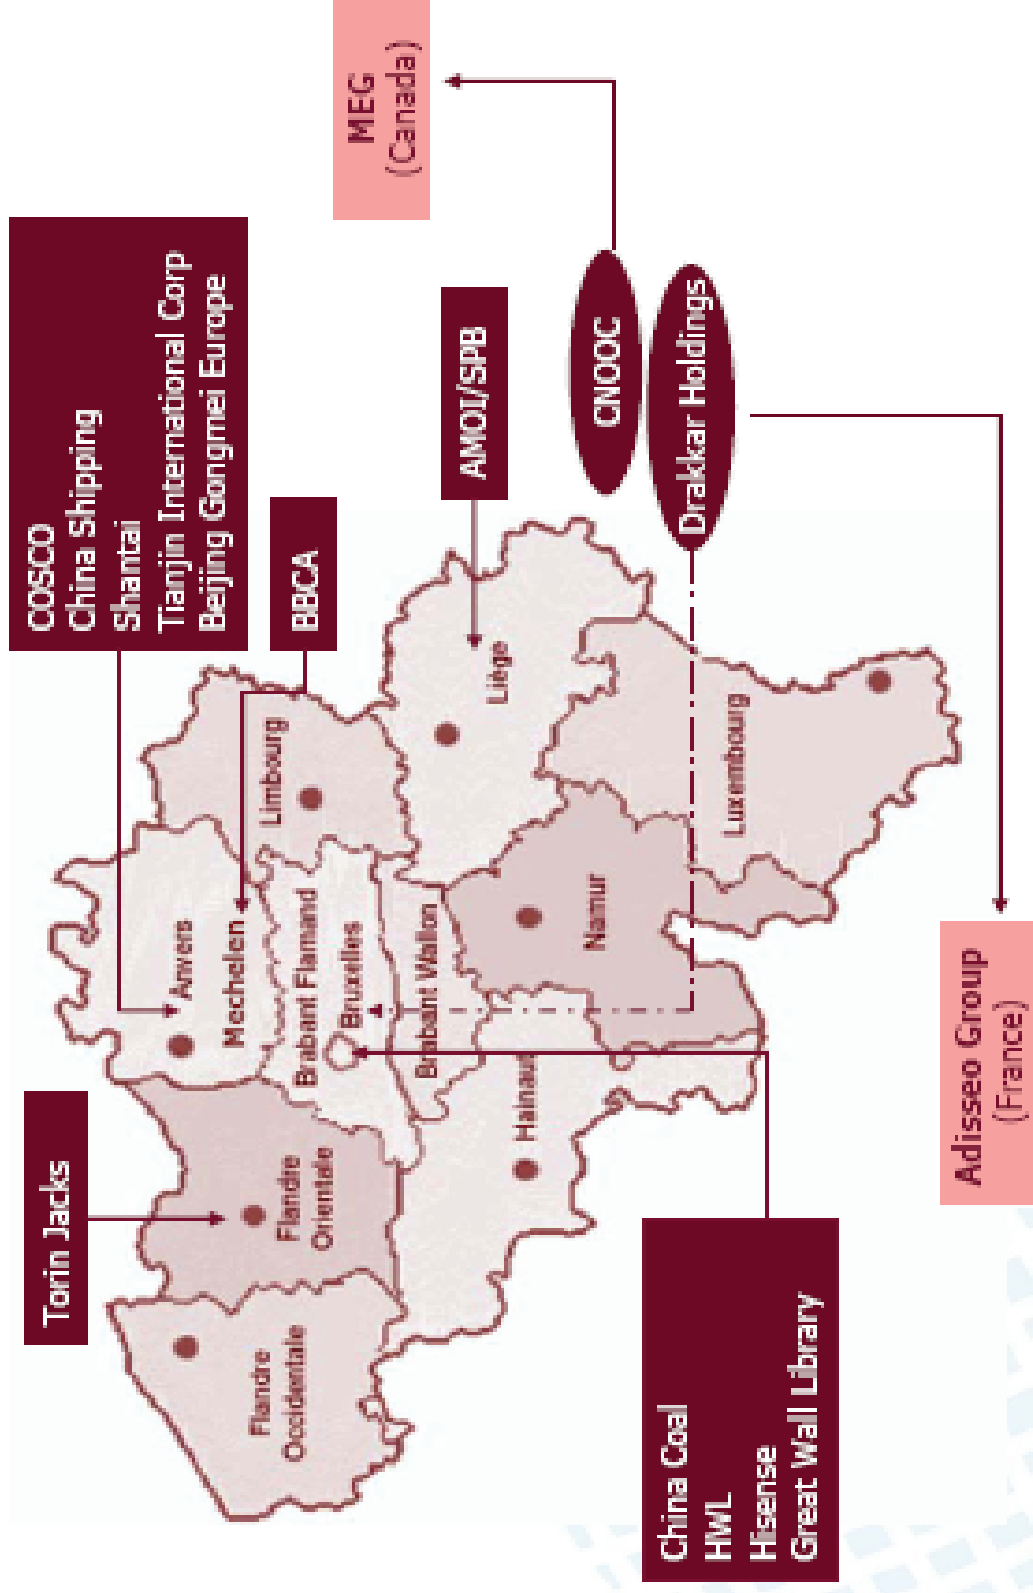 COSCO
China Shipping
Shantai
Tianjin International Corp
Beijing Gongmei Europe
Torin Jacks
BBCA
AMOI/SPB
MEG
(Canada)
CNOOC
Drakkar Holdings
Anvers
Mechelen
Limbourg
Flandre
Orientale
Flandre
Occidentale
Brabant Flamand
Bruxelles
Brabant Wallon
Liège
Hainaut
Namur
Luxembourg
China Coal
HWL
Hisense
Great Wall Library
Adisseo Group
(France)